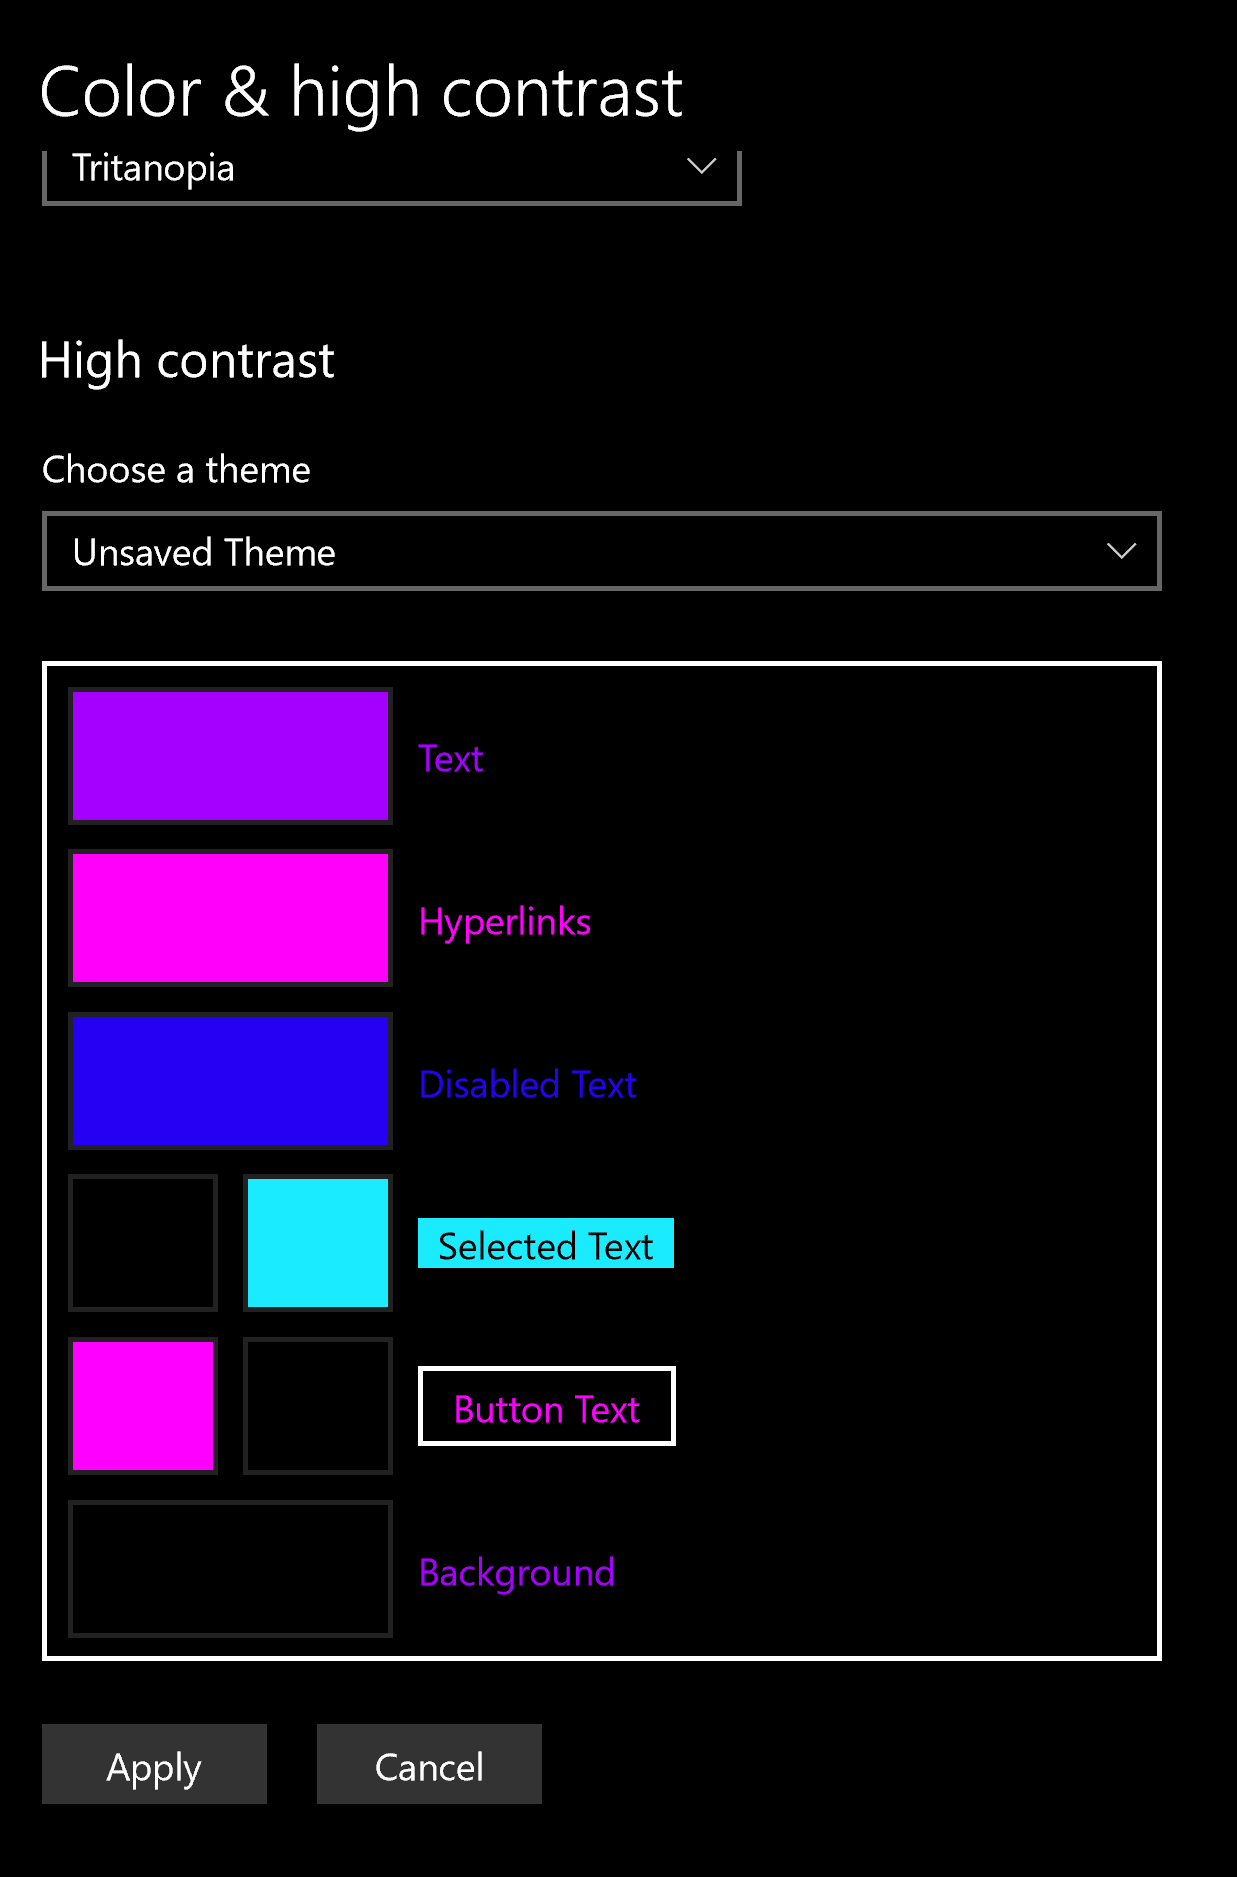 Color & high contrast
Tritanopia
High contrast
Choose a theme
Unsaved Theme
Text
Hyperlinks
Disabled Text
Selected Text
Button Text
Background
Apply Cancel